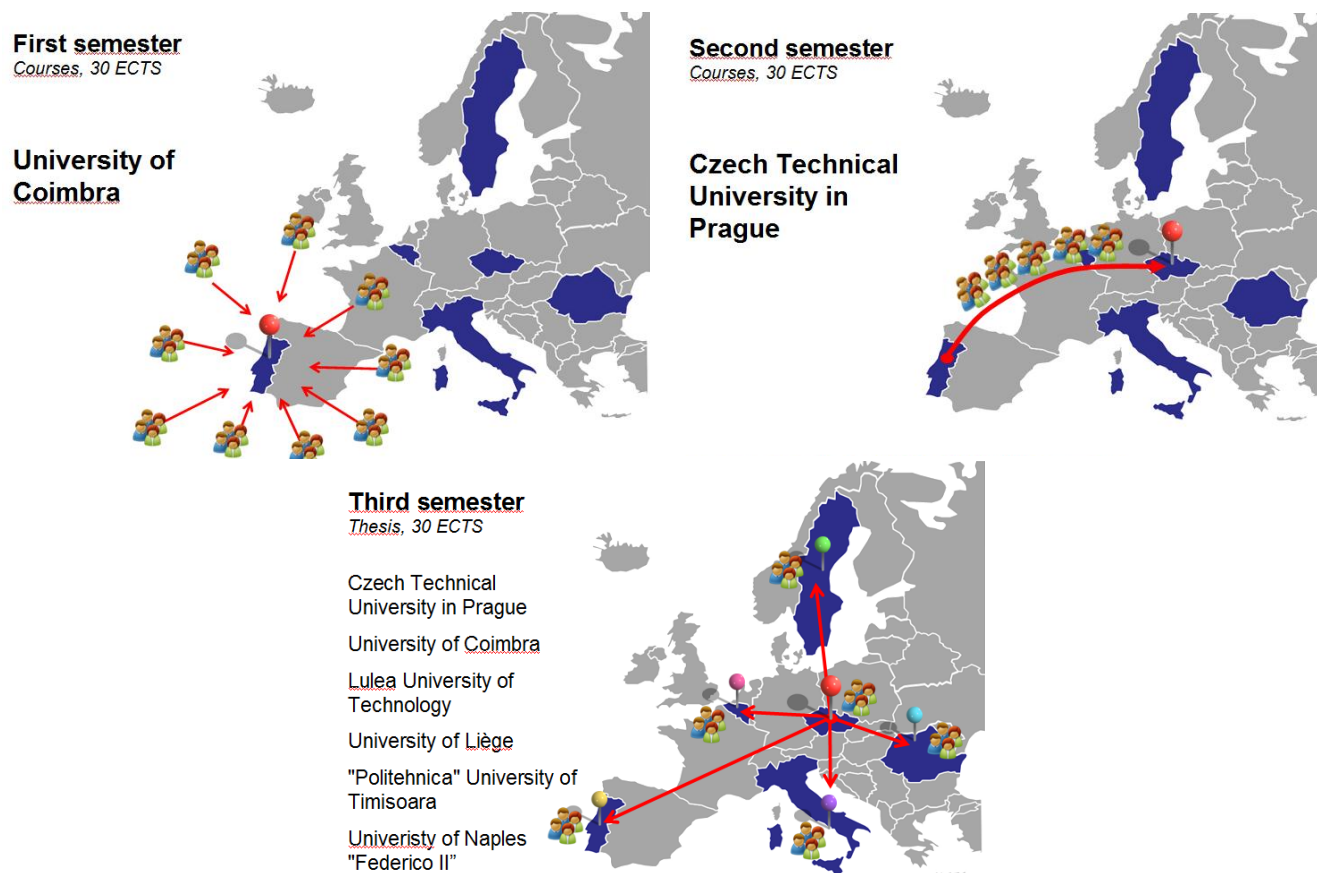 First semester
Courses, 30 ECTS
University of
Coimbra
Second semester
Courses, 30 ECTS
Czech Technical
University in
Prague
Third semester
Thesis, 30 ECTS
Czech Technical
University in Prague
University of Coimbra
Lulea University of
Technology
University of Liège
"Politehnica" University of
Timisoara
Univeristy of Naples
"Federico II”